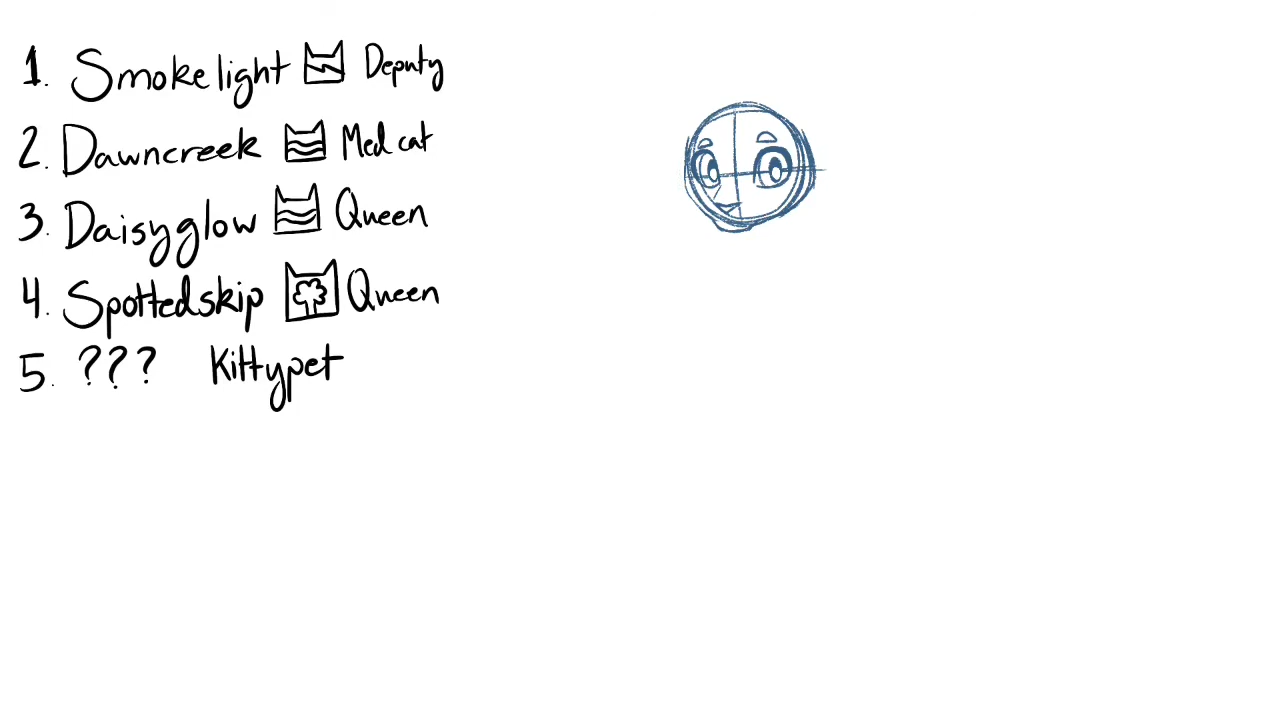 1. Smokelight Deputy
2. Dawncreek Med cat
3. Daisyglow Queen
4. Spottedskip Queen
5. ??? Kittypet